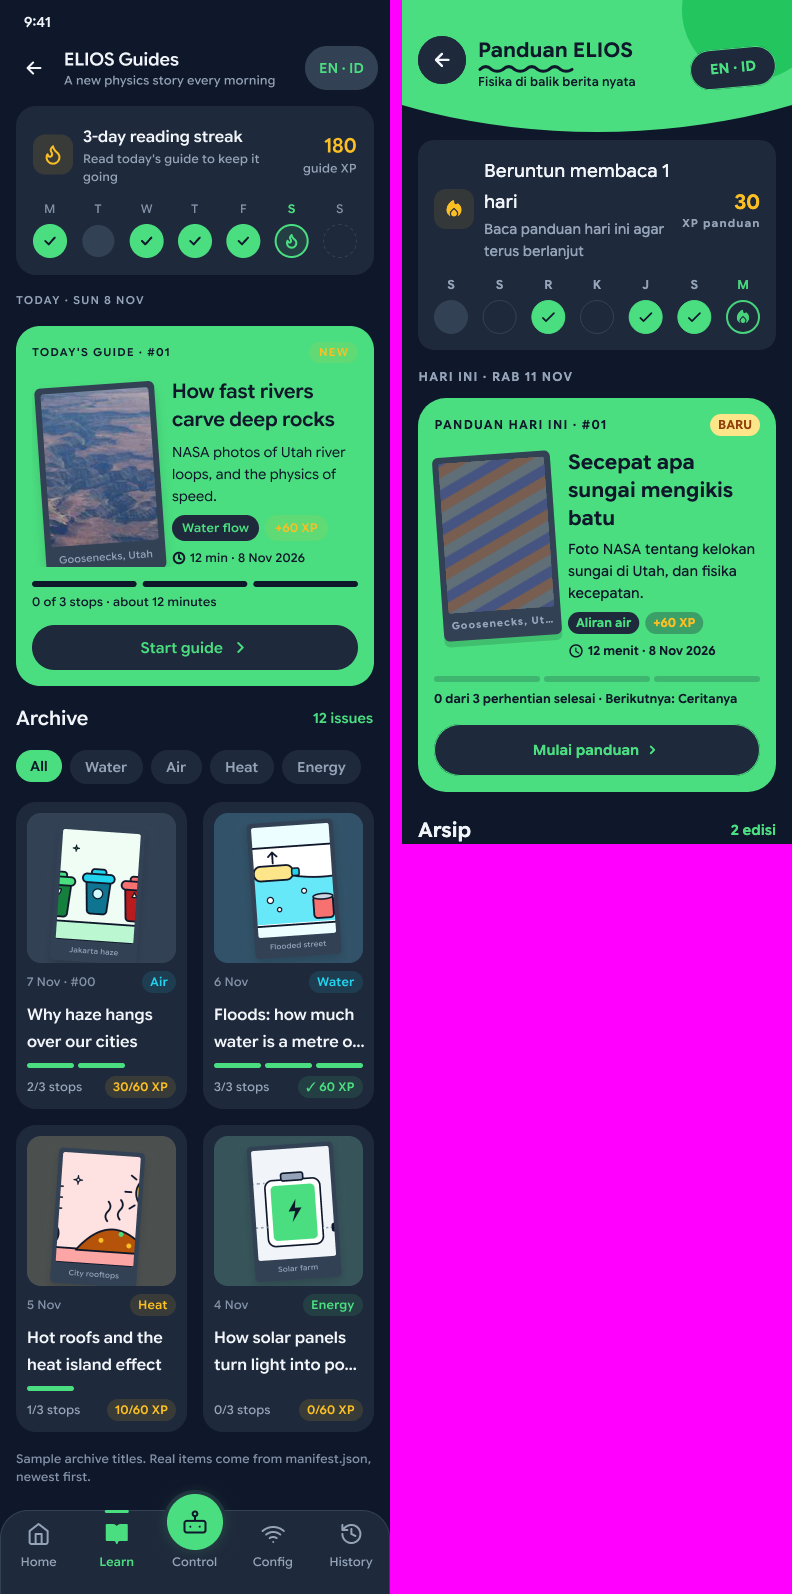 9:41
ELIOS Guides
A new physics story every morning
EN · ID
3-day reading streak
Read today's guide to keep it
going
180
guide XP
M T W T F S S
TODAY · SUN 8 NOV
TODAY'S GUIDE · #01
NEW
How fast rivers
carve deep rocks
NASA photos of Utah river
loops, and the physics of
speed.
Goosenecks, Utah
Water flow
+60 XP
12 min · 8 Nov 2026
0 of 3 stops · about 12 minutes
Start guide
Archive
12 issues
All
Water
Air
Heat
Energy
Jakarta haze
7 Nov · #00
Air
Why haze hangs
over our cities
2/3 stops
30/60 XP
Flooded street
6 Nov
Water
Floods: how much
water is a metre o...
3/3 stops
✓ 60 XP
City rooftops
5 Nov
Heat
Hot roofs and the
heat island effect
1/3 stops
10/60 XP
Solar farm
4 Nov
Energy
How solar panels
turn light into po...
0/3 stops
0/60 XP
Sample archive titles. Real items come from manifest.json,
newest first.
Home
Learn
Control
Config
History
Panduan ELIOS
Fisika di balik berita nyata
EN · ID
Beruntun membaca 1
hari
Baca panduan hari ini agar
terus berlanjut
30
XP panduan
S S R K J S M
HARI INI · RAB 11 NOV
PANDUAN HARI INI · #01
BARU
Secepat apa
sungai mengikis
batu
Foto NASA tentang kelokan
sungai di Utah, dan fisika
kecepatan.
Goosenecks, Ut...
Aliran air
+60 XP
12 menit · 8 Nov 2026
0 dari 3 perhentian selesai · Berikutnya: Ceritanya
Mulai panduan
Arsip
2 edisi